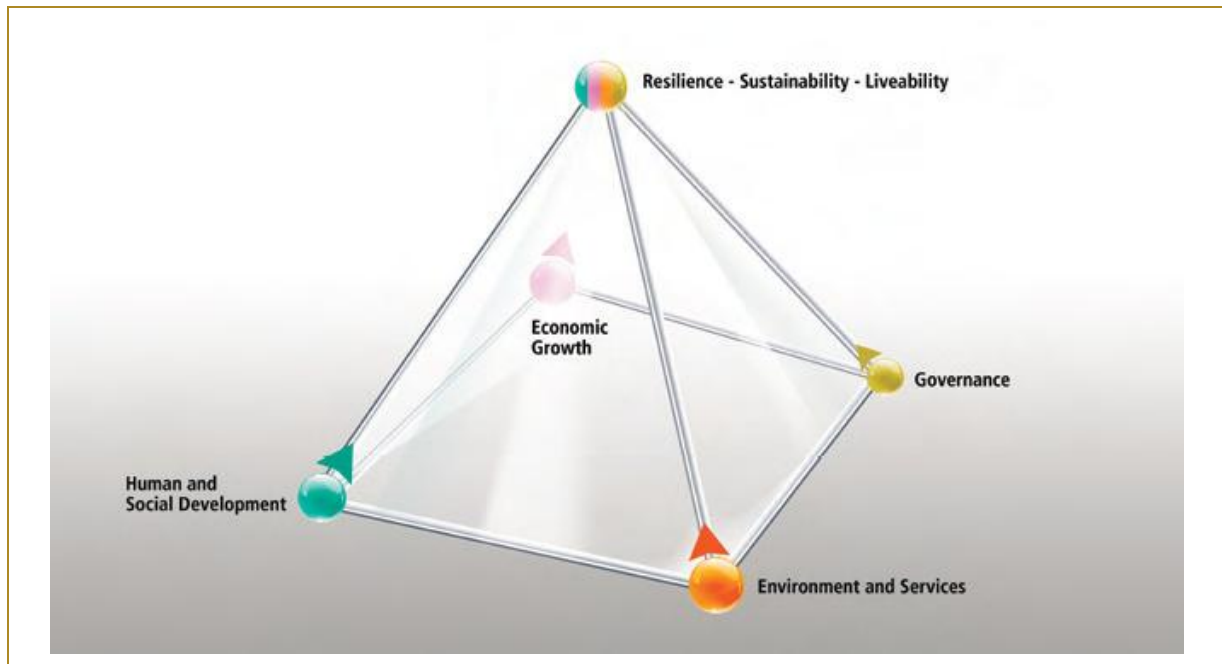 Resilience - Sustainability - Liveability
Economic
Growth
Governance
Human and
Social Development
Environment and Services